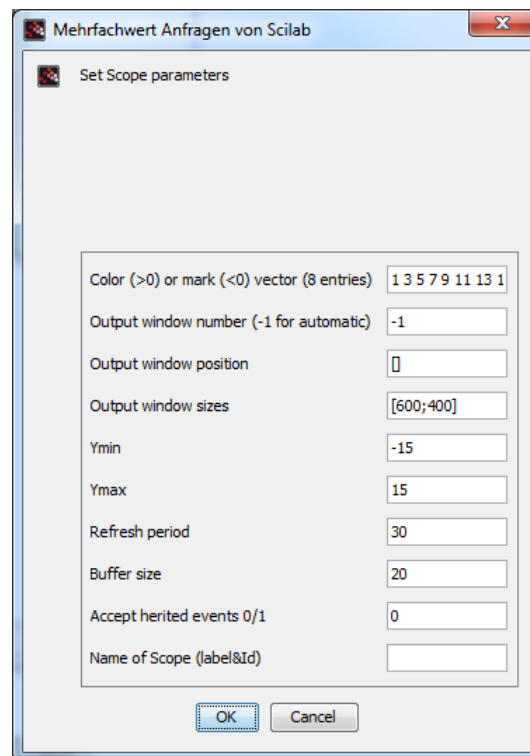 Mehrfachwert Anfragen von Scilab
Set Scope parameters
Color (>0) or mark (<0) vector (8 entries) 1 3 5 7 9 11 13 1
Output window number (-1 for automatic) -1
Output window position []
Output window sizes [600;400]
Ymin -15
Ymax 15
Refresh period 30
Buffer size 20
Accept herited events 0/1 0
Name of Scope (label&Id)
OK Cancel